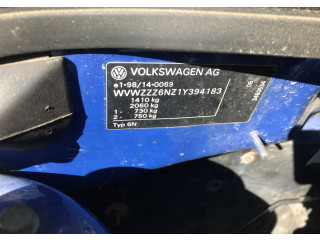 VOLKSWAGEN AG
e1-98/14-0069
WVWZZZ6NZ1Y394183
1410 kg
2060 kg
1 - 730 kg
2 - 750 kg
Typ 6N